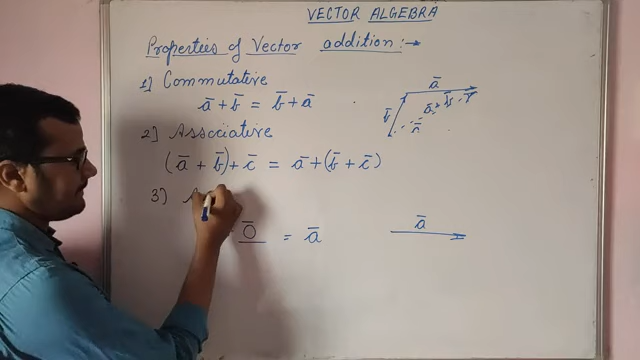 VECTOR ALGEBRA
Properties of Vector addition:→
1] Commutative
ā + b̄ = b̄ + ā
2] Associative
(ā + b̄) + c̄ = ā + (b̄ + c̄)
3)
0̄ = ā
ā
b̄
ā